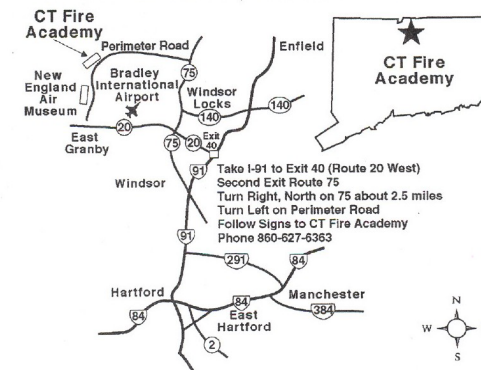 CT Fire
Academy
Perimeter Road
75
Enfield
New
England
Air
Museum
Bradley
International
Airport
Windsor
Locks
140
140
CT Fire
Academy
20
East
Granby
75
20
Exit
40
91
Windsor
Take I-91 to Exit 40 (Route 20 West)
Second Exit Route 75
Turn Right, North on 75 about 2.5 miles
Turn Left on Perimeter Road
Follow Signs to CT Fire Academy
Phone 860-627-6363
91
291
84
Hartford
84
Manchester
84
East
Hartford
384
2
N
W
E
S